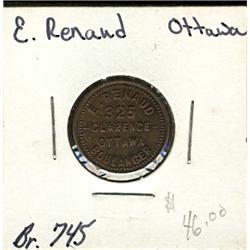 E. Renaud Ottawa
E. RENAUD
325
CLARENCE
OTTAWA
BOULANGER
Br. 745
$
46.00